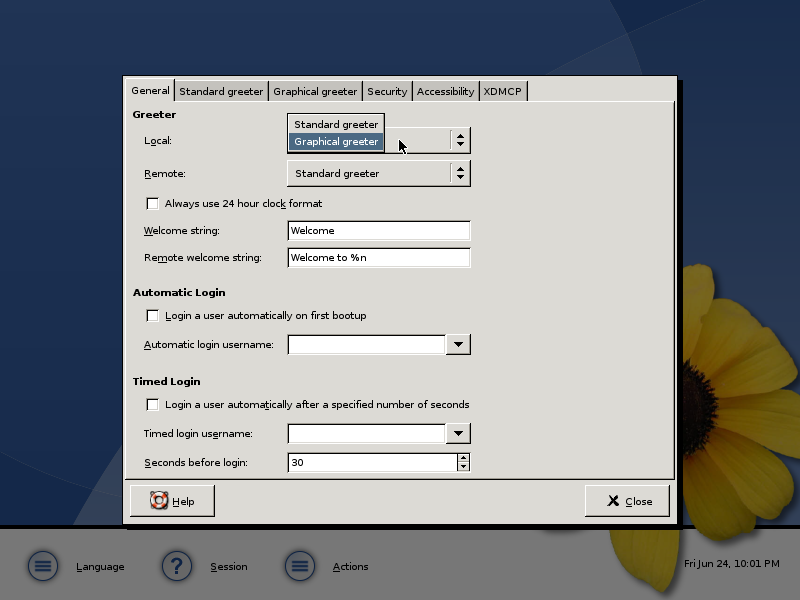 General Standard greeter Graphical greeter Security Accessibility XDMCP
Greeter
Standard greeter
Local: Graphical greeter
Remote: Standard greeter
Always use 24 hour clock format
Welcome string: Welcome
Remote welcome string: Welcome to %n
Automatic Login
Login a user automatically on first bootup
Automatic login username:
Timed Login
Login a user automatically after a specified number of seconds
Timed login username:
Seconds before login: 30
Help Close
Language ? Session Actions Fri Jun 24, 10:01 PM